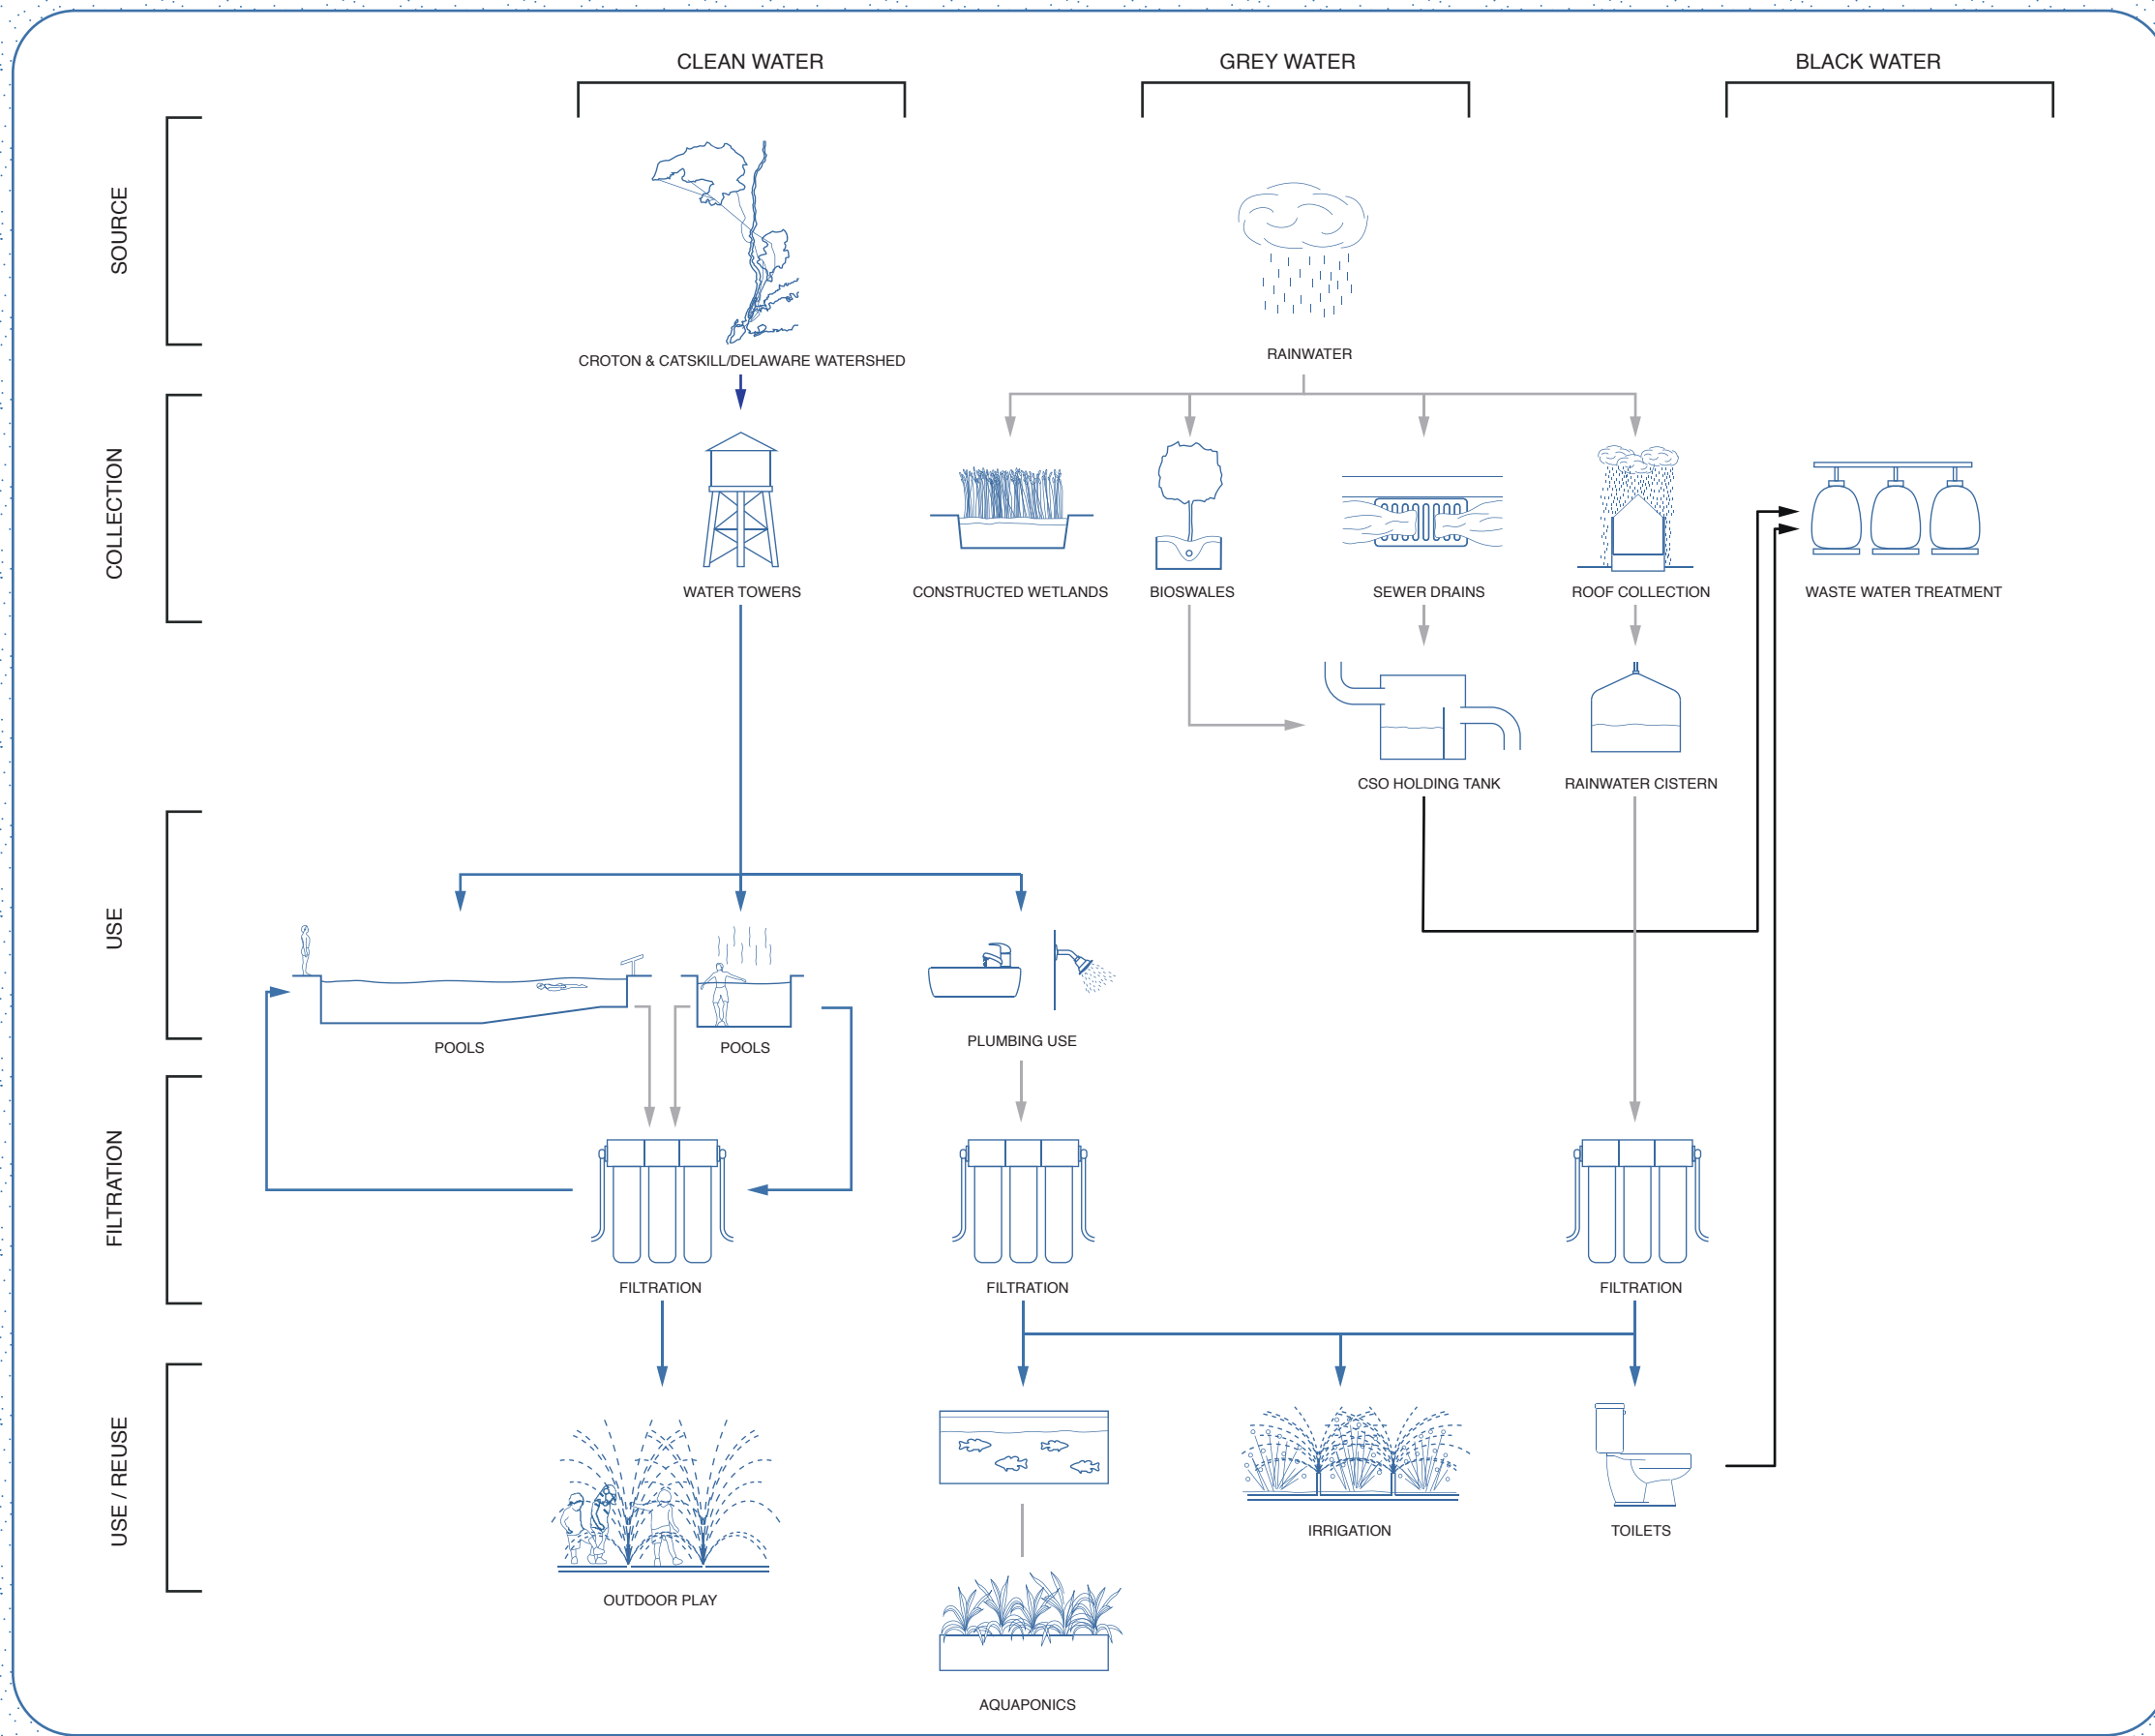 CLEAN WATER
GREY WATER
BLACK WATER
SOURCE
CROTON & CATSKILL/DELAWARE WATERSHED
RAINWATER
COLLECTION
WATER TOWERS
CONSTRUCTED WETLANDS
BIOSWALES
SEWER DRAINS
ROOF COLLECTION
WASTE WATER TREATMENT
CSO HOLDING TANK
RAINWATER CISTERN
USE
POOLS
POOLS
PLUMBING USE
FILTRATION
FILTRATION
FILTRATION
FILTRATION
USE / REUSE
OUTDOOR PLAY
IRRIGATION
TOILETS
AQUAPONICS